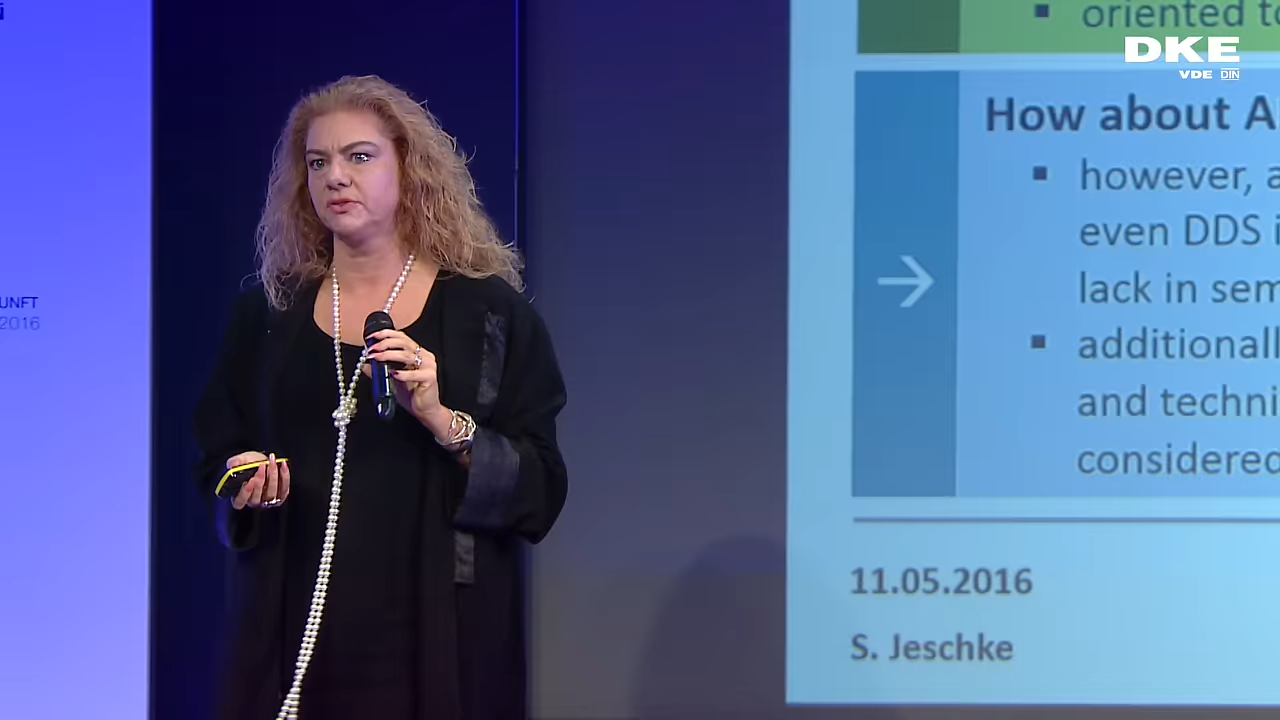 UNFT
2016
oriented to
DKE
VDE DIN
How about A
however, a
even DDS i
lack in sem
additionall
and techni
considered
11.05.2016
S. Jeschke